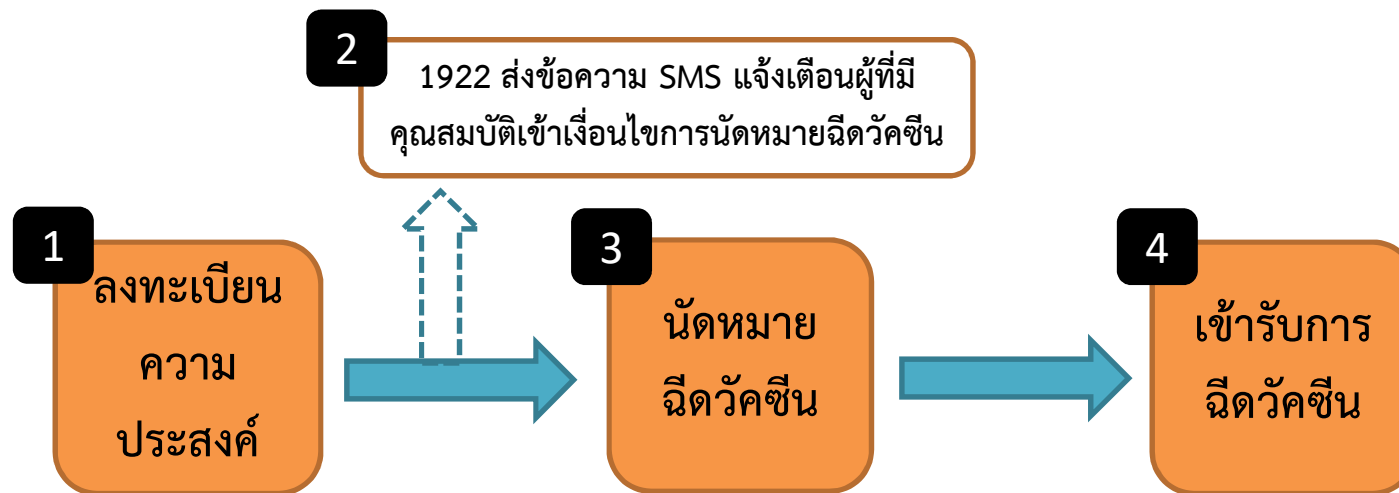 1
ลงทะเบียน
ความ
ประสงค์
2
1922 ส่งข้อความ SMS แจ้งเตือนผู้ที่มี
คุณสมบัติเข้าเงื่อนไขการนัดหมายฉีดวัคซีน
3
นัดหมาย
ฉีดวัคซีน
4
เข้ารับการ
ฉีดวัคซีน